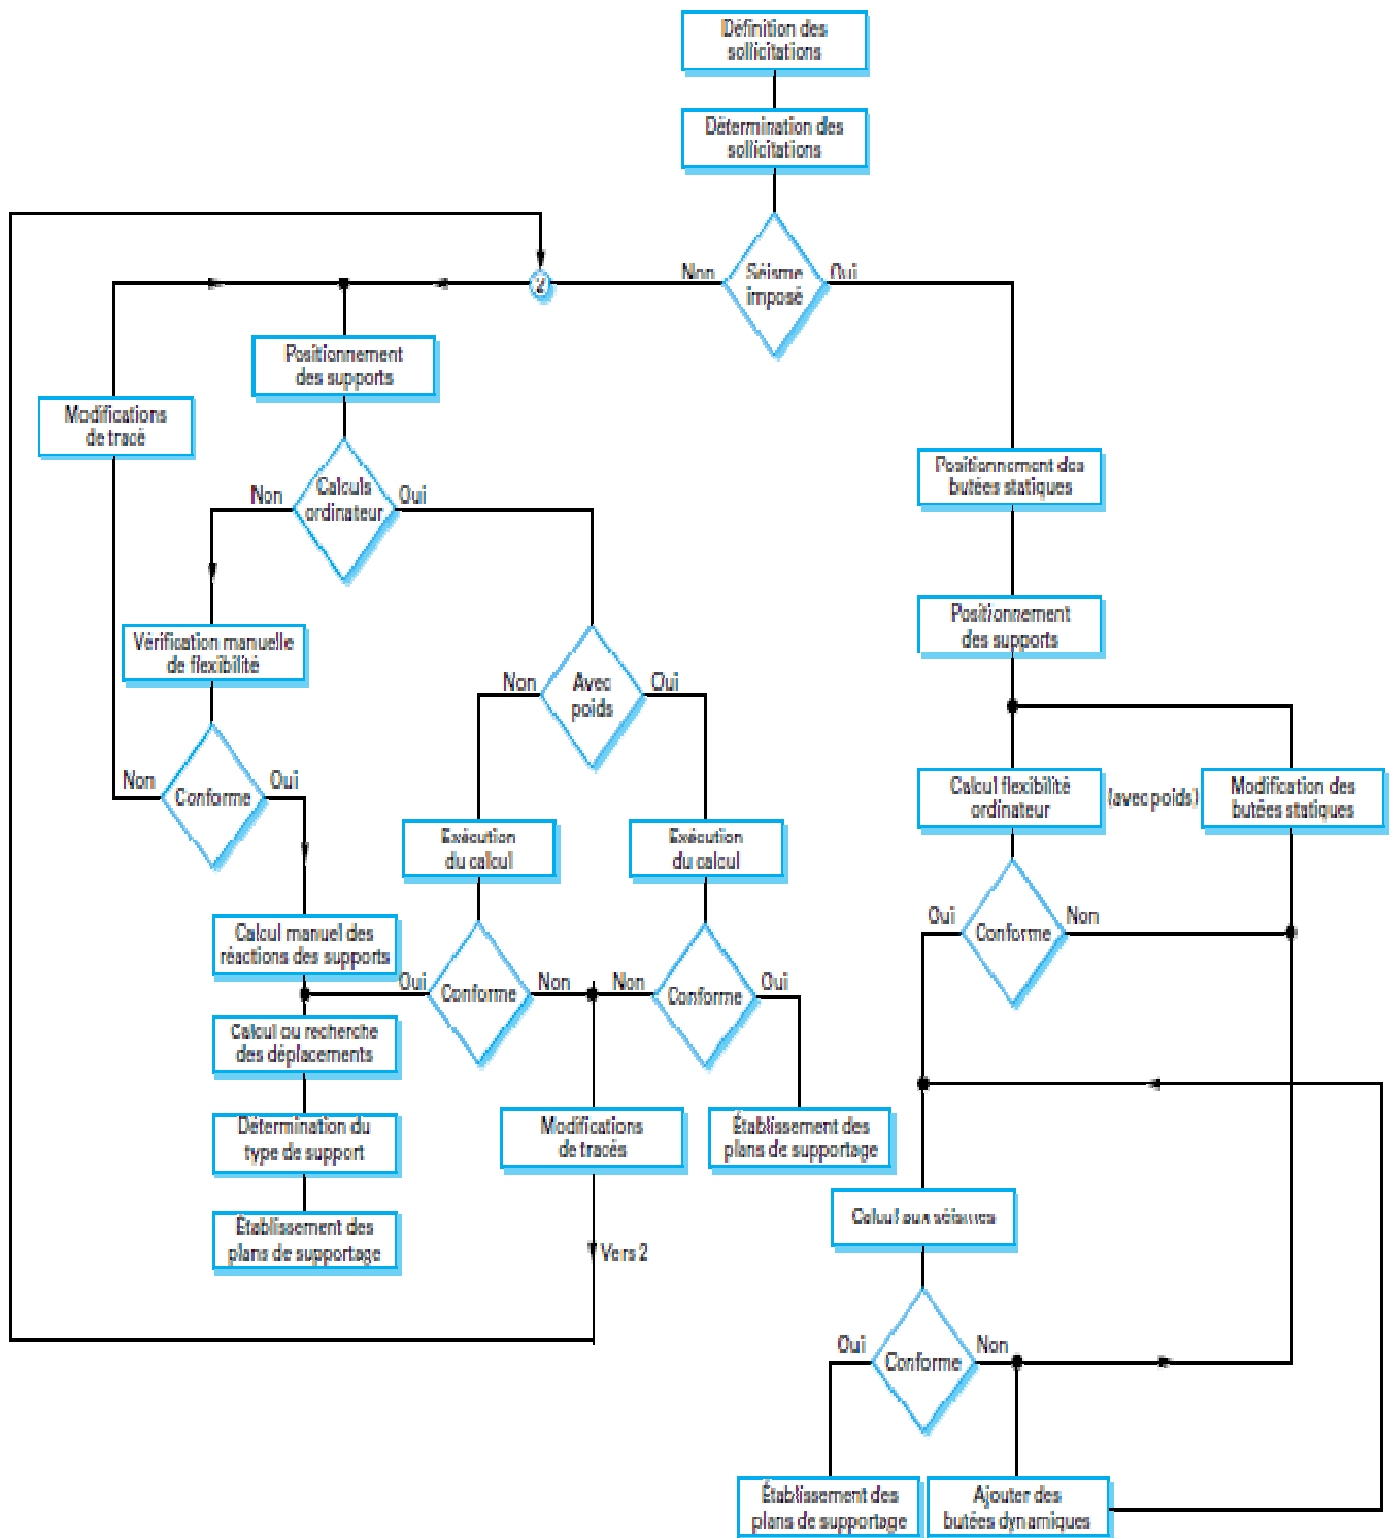 Définition des
sollicitations
Détermination des
sollicitations
Séisme
imposé
Non
Oui
2
Positionnement
des supports
Modifications
de tracé
Calculs
ordinateur
Non
Oui
Positionnement des
butées statiques
Positionnement
des supports
Vérification manuelle
de flexibilité
Avec
poids
Non
Oui
Conforme
Non
Oui
Calcul flexibilité
ordinateur
(avec poids)
Modification des
butées statiques
Exécution
du calcul
Exécution
du calcul
Calcul manuel des
réactions des supports
Oui
Conforme
Non
Non
Conforme
Oui
Oui
Conforme
Non
Calcul ou recherche
des déplacements
Détermination du
type de support
Établissement des
plans de supportage
Modifications
de tracés
Établissement des
plans de supportage
Vers 2
Calcul aux séismes
Oui
Conforme
Non
Établissement des
plans de supportage
Ajouter des
butées dynamiques